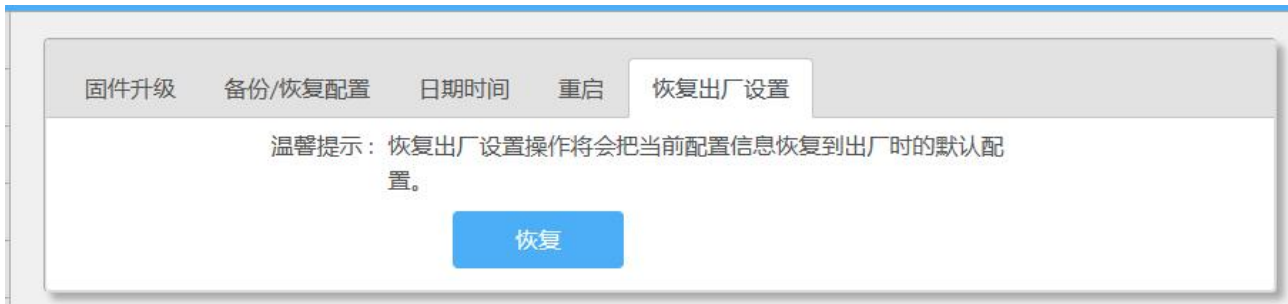 固件升级 备份/恢复配置 日期时间 重启 恢复出厂设置
温馨提示: 恢复出厂设置操作将会把当前配置信息恢复到出厂时的默认配
置。
恢复